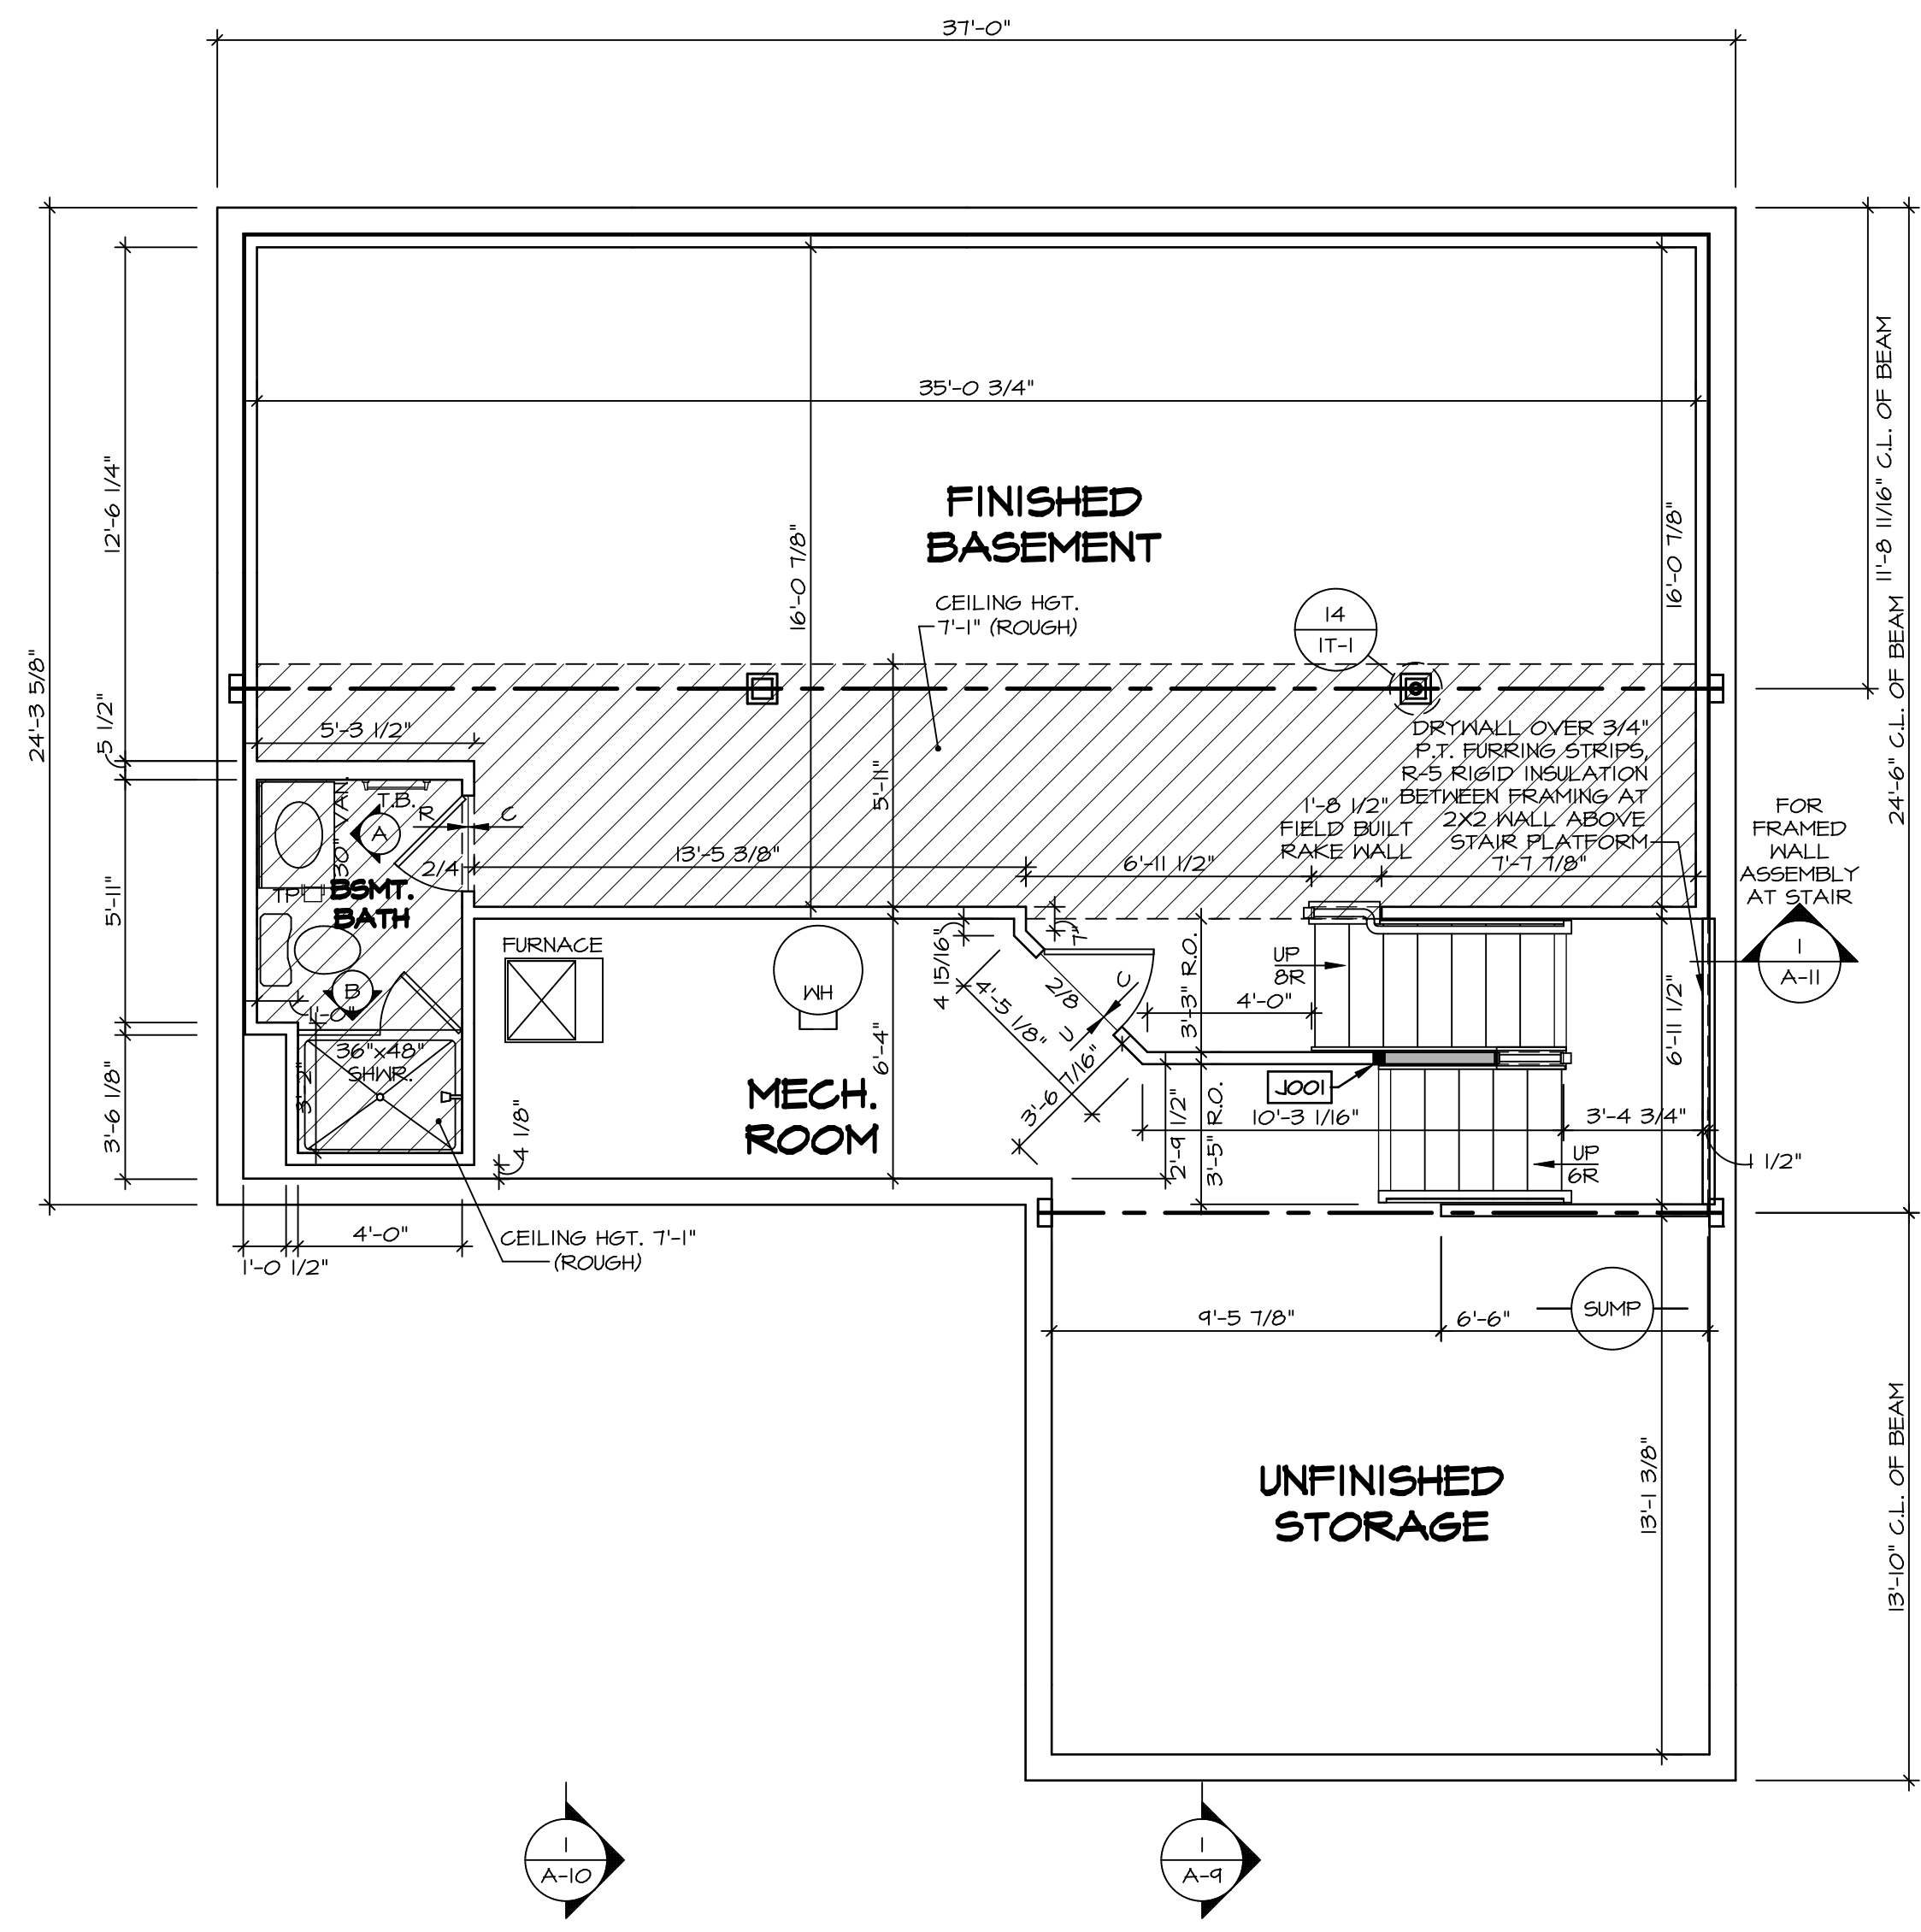 37'-0"
35'-0 3/4"
FINISHED
BASEMENT
CEILING HGT.
7'-1" (ROUGH)
14
1T-1
16'-0 7/8"
16'-0 7/8"
12'-6 1/4"
24'-3 5/8"
5 1/2"
5'-11"
3'-6 1/8"
11'-8 11/16" C.L. OF BEAM
24'-6" C.L. OF BEAM
13'-10" C.L. OF BEAM
5'-3 1/2"
5'-11"
DRYWALL OVER 3/4"
P.T. FURRING STRIPS,
R-5 RIGID INSULATION
BETWEEN FRAMING AT
2X2 WALL ABOVE
STAIR PLATFORM
1'-8 1/2"
FIELD BUILT
RAKE WALL
7'-7 7/8"
6'-11 1/2"
13'-5 3/8"
FOR
FRAMED
WALL
ASSEMBLY
AT STAIR
1
A-11
30" VAN.
T.B.
A
R
C
2/4
TP
BSMT.
BATH
B
1'-0"
36"x48"
SHWR.
3'-2"
FURNACE
WH
MECH.
ROOM
6'-4"
4 1/8"
4 15/16"
7"
4'-5 1/8"
2/8
C
U
3'-6 7/16"
3'-3" R.O.
4'-0"
UP
8R
J001
10'-3 1/16"
2'-9 1/2"
3'-5" R.O.
UP
6R
3'-4 3/4"
6'-11 1/2"
1 1/2"
4'-0"
1'-0 1/2"
CEILING HGT. 7'-1"
(ROUGH)
9'-5 7/8"
6'-6"
SUMP
UNFINISHED
STORAGE
13'-1 3/8"
1
A-10
1
A-9